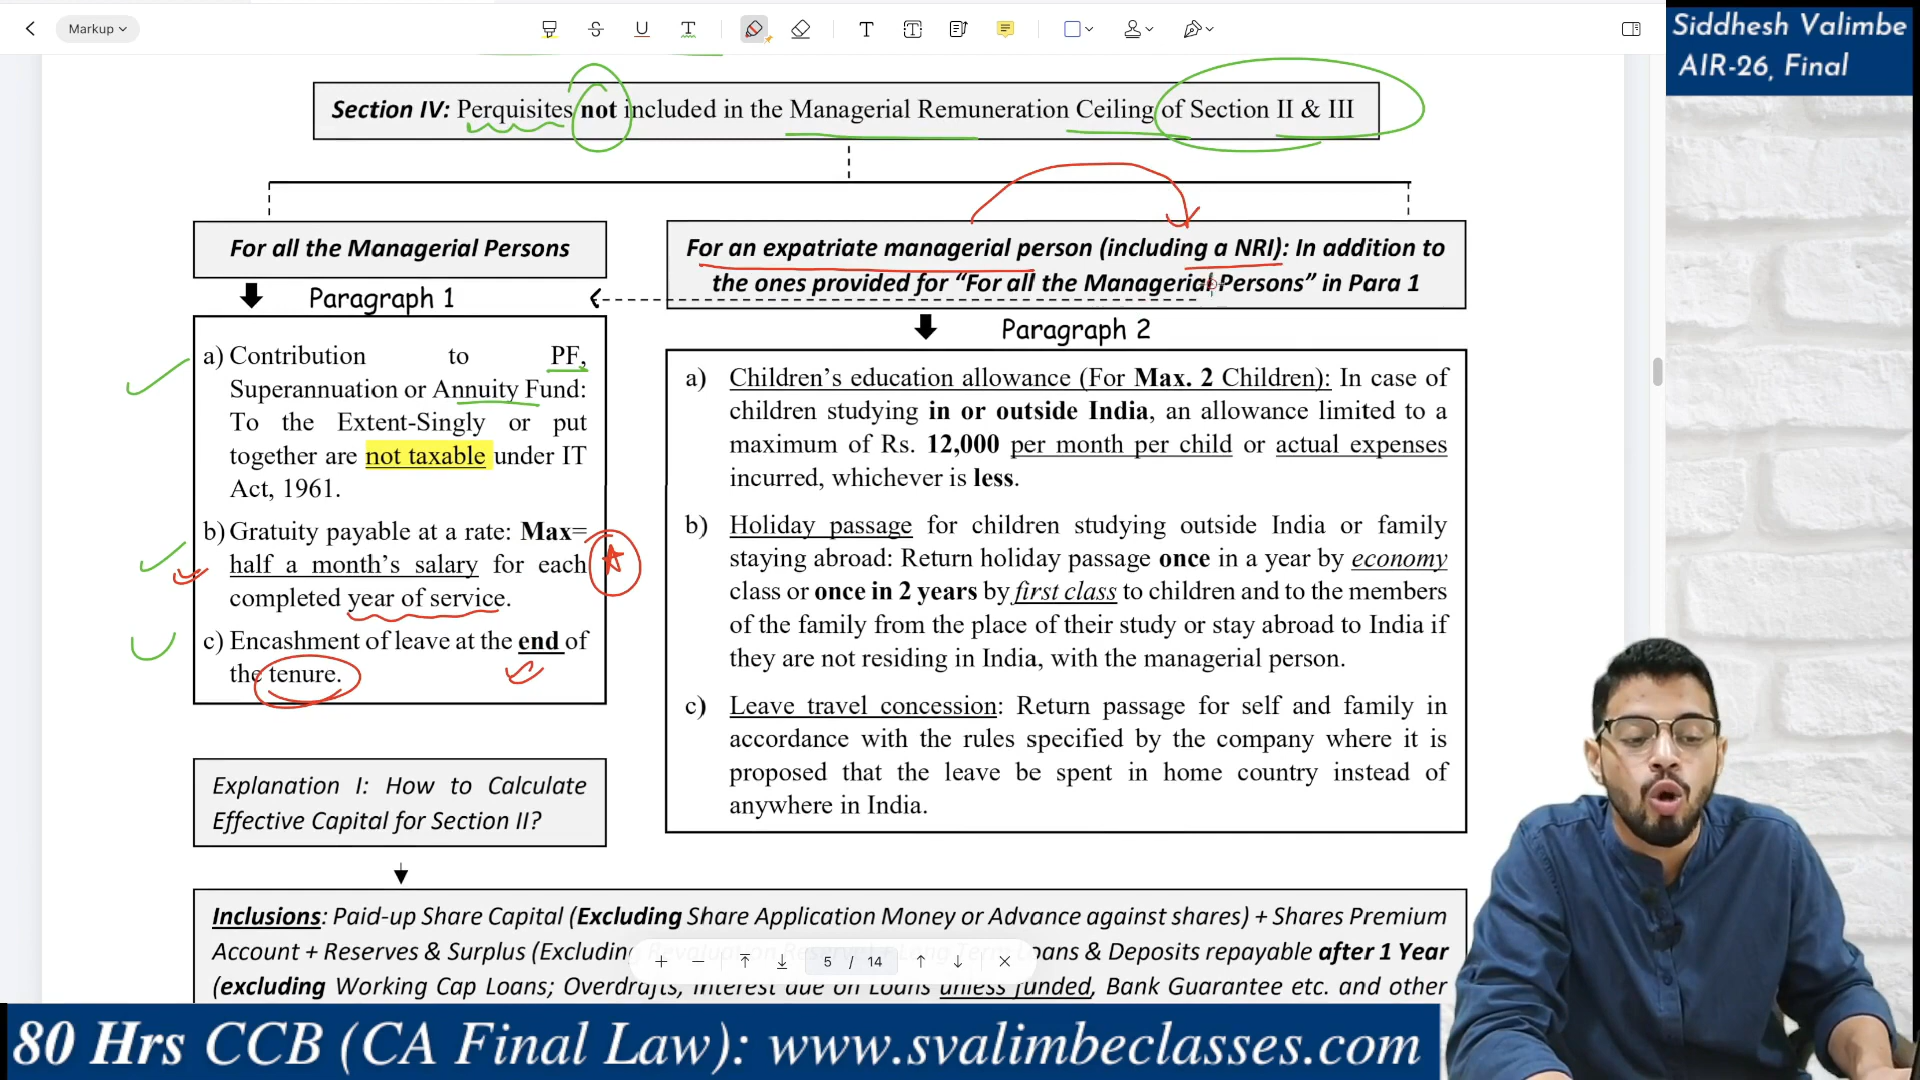 Markup
Siddhesh Valimbe
AIR-26, Final
Section IV: Perquisites not included in the Managerial Remuneration Ceiling of Section II & III
For all the Managerial Persons
For an expatriate managerial person (including a NRI): In addition to
the ones provided for “For all the Managerial Persons” in Para 1
Paragraph 1
a) Contribution to PF,
Superannuation or Annuity Fund:
To the Extent-Singly or put
together are not taxable under IT
Act, 1961.
b) Gratuity payable at a rate: Max=
half a month’s salary for each
completed year of service.
c) Encashment of leave at the end of
the tenure.
Paragraph 2
a) Children’s education allowance (For Max. 2 Children): In case of
children studying in or outside India, an allowance limited to a
maximum of Rs. 12,000 per month per child or actual expenses
incurred, whichever is less.
b) Holiday passage for children studying outside India or family
staying abroad: Return holiday passage once in a year by economy
class or once in 2 years by first class to children and to the members
of the family from the place of their study or stay abroad to India if
they are not residing in India, with the managerial person.
c) Leave travel concession: Return passage for self and family in
accordance with the rules specified by the company where it is
proposed that the leave be spent in home country instead of
anywhere in India.
Explanation I: How to Calculate
Effective Capital for Section II?
Inclusions: Paid-up Share Capital (Excluding Share Application Money or Advance against shares) + Shares Premium
Account + Reserves & Surplus (Excluding Revaluation Reserve) + Long Term Loans & Deposits repayable after 1 Year
(excluding Working Cap Loans; Overdrafts, Interest due on Loans unless funded, Bank Guarantee etc. and other
5 / 14
80 Hrs CCB (CA Final Law): www.svalimbeclasses.com